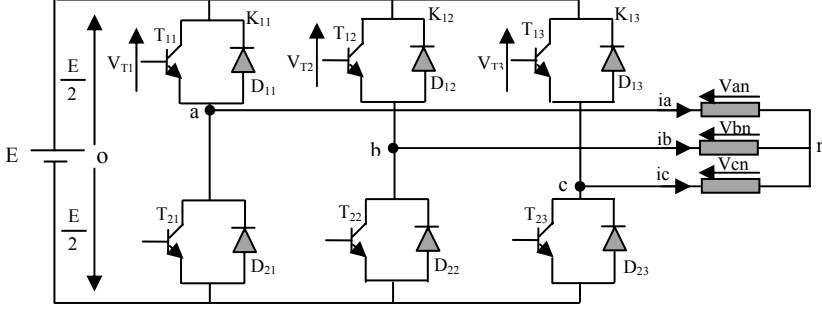 T11
K11
T12
K12
T13
K13
VT1
VT2
VT3
D11
D12
D13
E
2
a
ia
Van
b
ib
Vbn
n
E
o
c
ic
Vcn
E
2
T21
T22
T23
D21
D22
D23